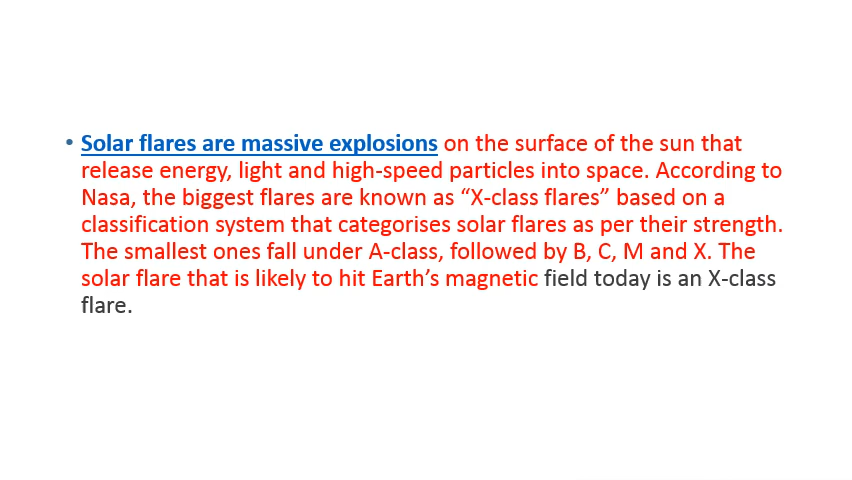 • Solar flares are massive explosions on the surface of the sun that
release energy, light and high-speed particles into space. According to
Nasa, the biggest flares are known as “X-class flares” based on a
classification system that categorises solar flares as per their strength.
The smallest ones fall under A-class, followed by B, C, M and X. The
solar flare that is likely to hit Earth’s magnetic field today is an X-class
flare.